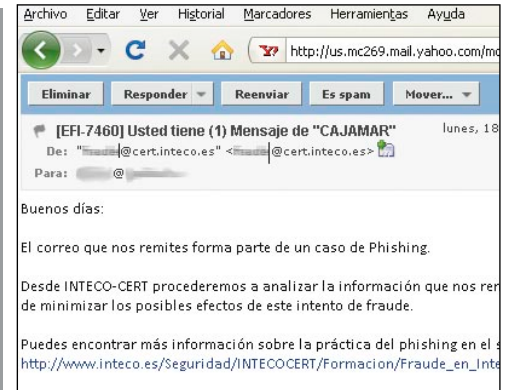 Archivo Editar Ver Historial Marcadores Herramientas Ayuda
http://us.mc269.mail.yahoo.com/mc
Eliminar Responder Reenviar Es spam Mover...
[EFI-7460] Usted tiene (1) Mensaje de "CAJAMAR" lunes, 18
De: " @cert.inteco.es" < @cert.inteco.es>
Para: @
Buenos días:
El correo que nos remites forma parte de un caso de Phishing.
Desde INTECO-CERT procederemos a analizar la información que nos rem
de minimizar los posibles efectos de este intento de fraude.
Puedes encontrar más información sobre la práctica del phishing en el s
http://www.inteco.es/Seguridad/INTECOCERT/Formacion/Fraude_en_Inte